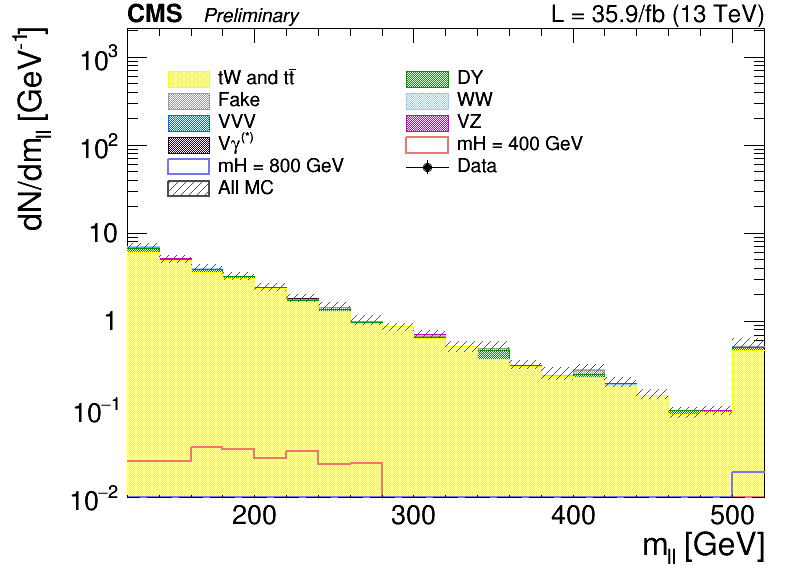 CMS Preliminary L = 35.9/fb (13 TeV)
dN/dm_ll [GeV⁻¹]
10³
10²
10
1
10⁻¹
10⁻²
tW and tt̄ DY
Fake WW
VVV VZ
Vγ⁽*⁾ mH = 400 GeV
mH = 800 GeV Data
All MC
200 300 400 500
m_ll [GeV]